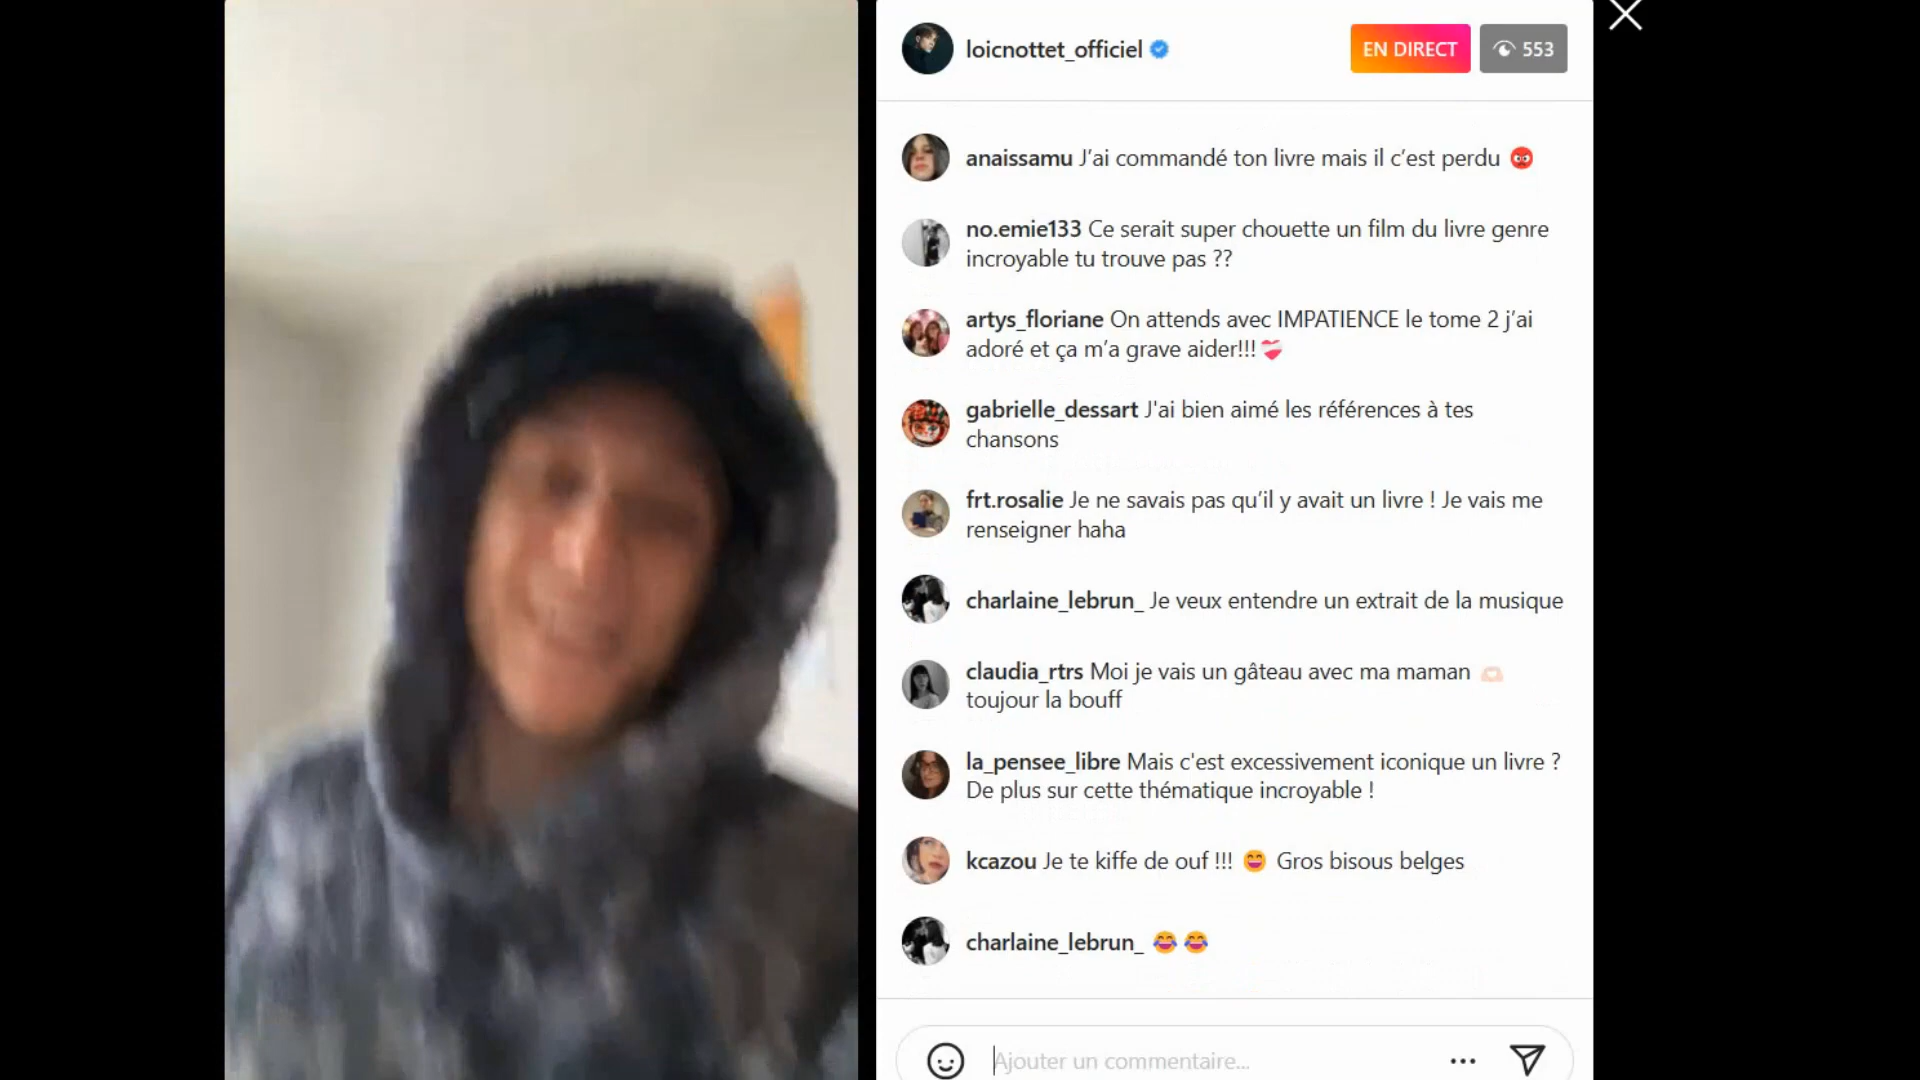 loicnottet_officiel
EN DIRECT
553
anaissamu J’ai commandé ton livre mais il c’est perdu 😡
no.emie133 Ce serait super chouette un film du livre genre
incroyable tu trouve pas ??
artys_floriane On attends avec IMPATIENCE le tome 2 j’ai
adoré et ça m’a grave aider!!!❤️‍🩹
gabrielle_dessart J'ai bien aimé les références à tes
chansons
frt.rosalie Je ne savais pas qu’il y avait un livre ! Je vais me
renseigner haha
charlaine_lebrun_ Je veux entendre un extrait de la musique
claudia_rtrs Moi je vais un gâteau avec ma maman 🫶🏻
toujour la bouff
la_pensee_libre Mais c'est excessivement iconique un livre ?
De plus sur cette thématique incroyable !
kcazou Je te kiffe de ouf !!! 😄 Gros bisous belges
charlaine_lebrun_ 😂 😂
Ajouter un commentaire...